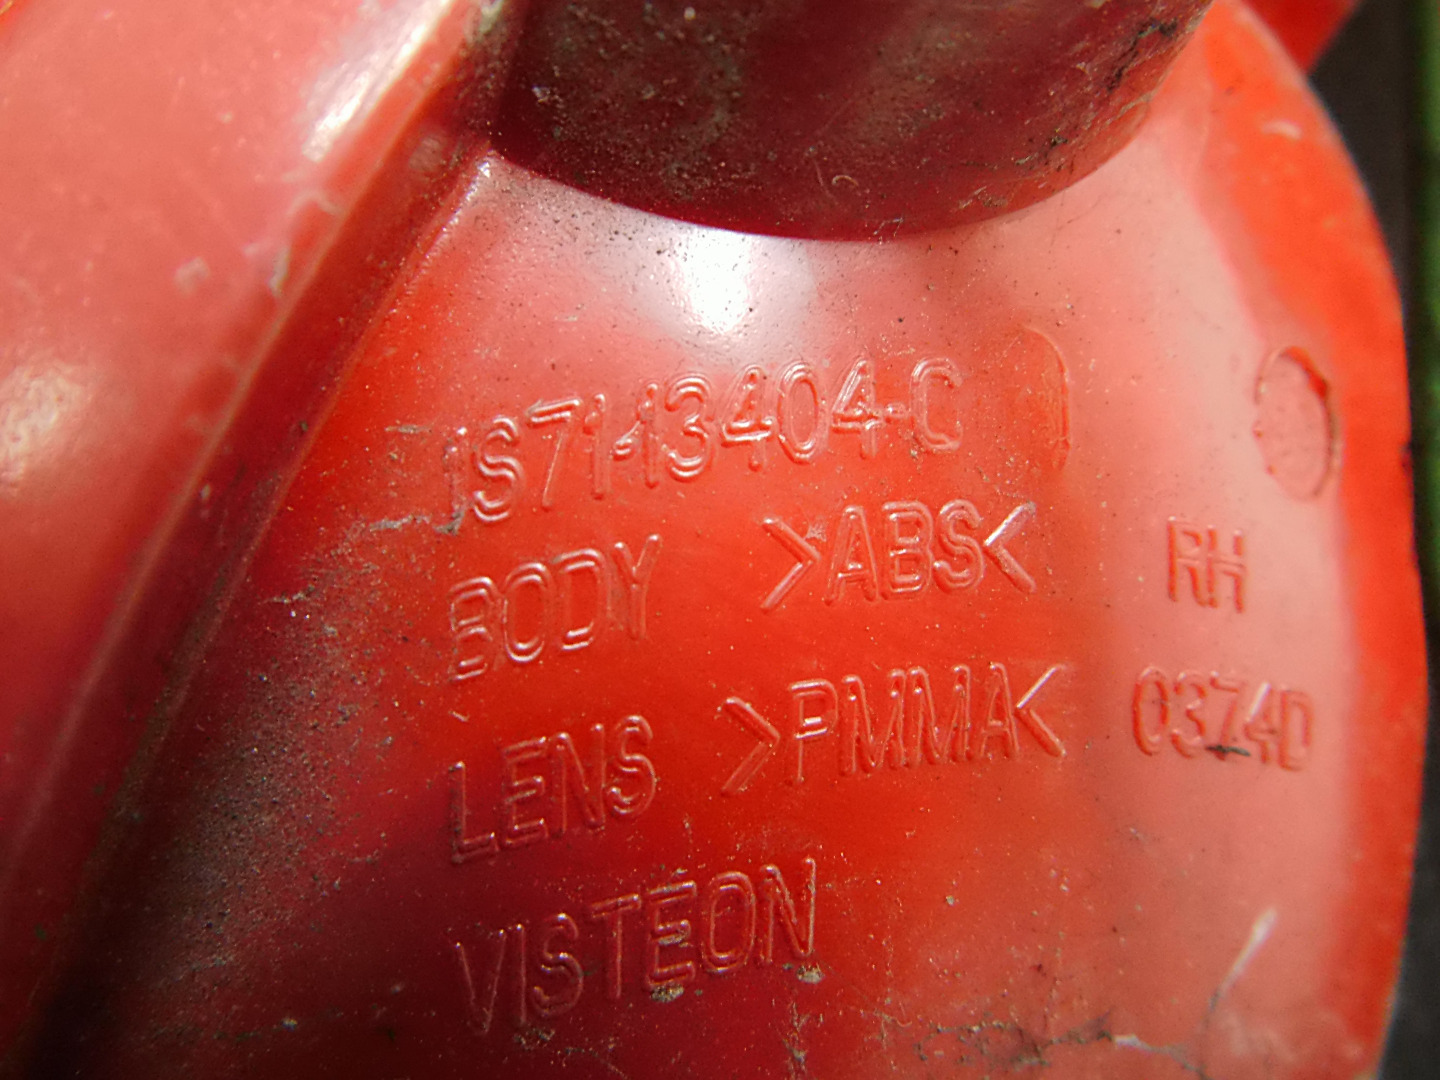 1S71-13404-C
BODY >ABS< RH
LENS >PMMA< 0374D
VISTEON